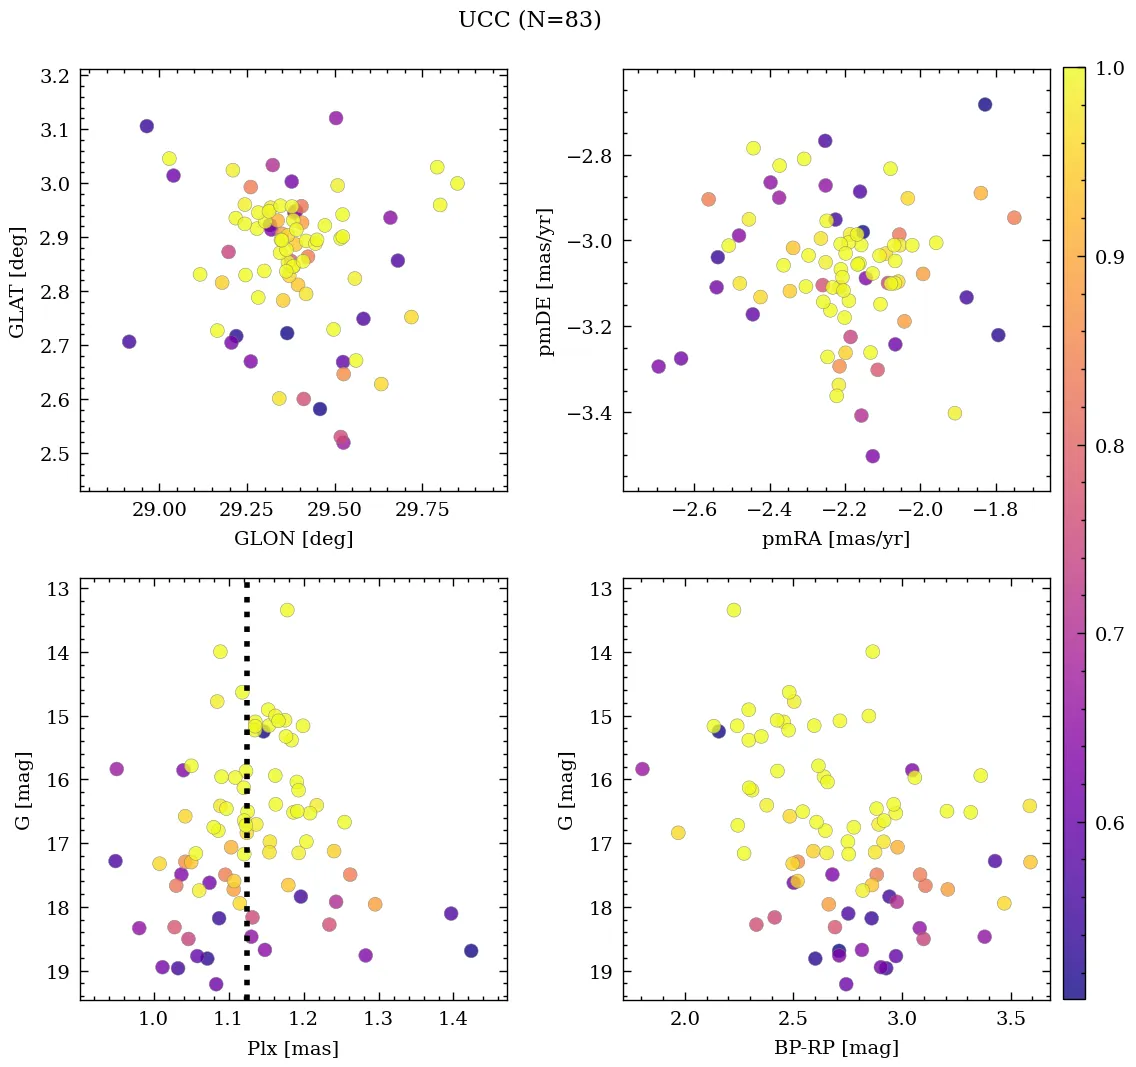 UCC (N=83)
3.2
3.1
3.0
2.9
2.8
2.7
2.6
2.5
GLAT [deg]
29.00 29.25 29.50 29.75
GLON [deg]
−2.8
−3.0
−3.2
−3.4
pmDE [mas/yr]
−2.6 −2.4 −2.2 −2.0 −1.8
pmRA [mas/yr]
13
14
15
16
17
18
19
G [mag]
1.0 1.1 1.2 1.3 1.4
Plx [mas]
13
14
15
16
17
18
19
G [mag]
2.0 2.5 3.0 3.5
BP-RP [mag]
1.0
0.9
0.8
0.7
0.6